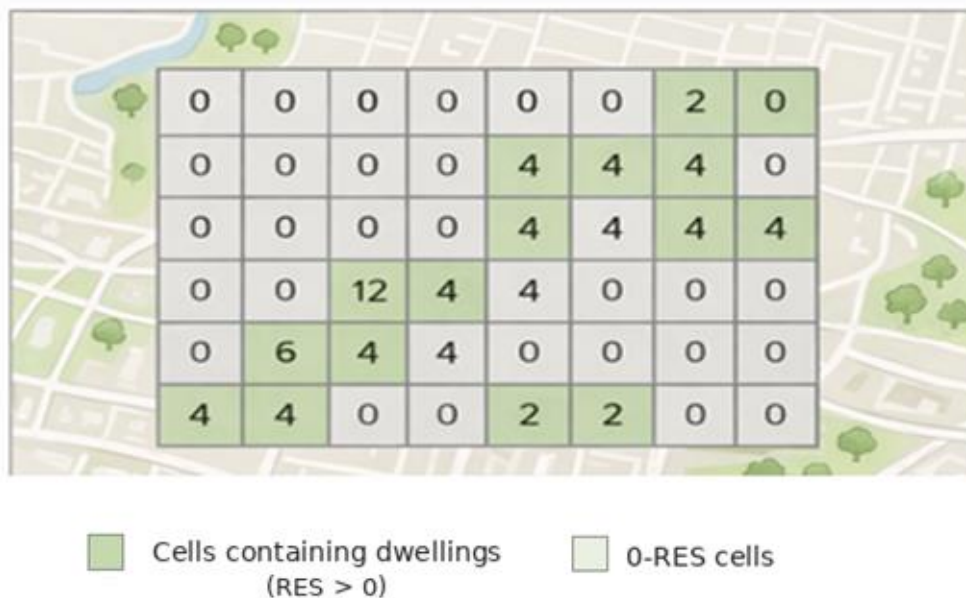 0 0 0 0 0 0 2 0
0 0 0 0 4 4 4 0
0 0 0 0 4 4 4 4
0 0 12 4 4 0 0 0
0 6 4 4 0 0 0 0
4 4 0 0 2 2 0 0
Cells containing dwellings
(RES > 0)
0-RES cells